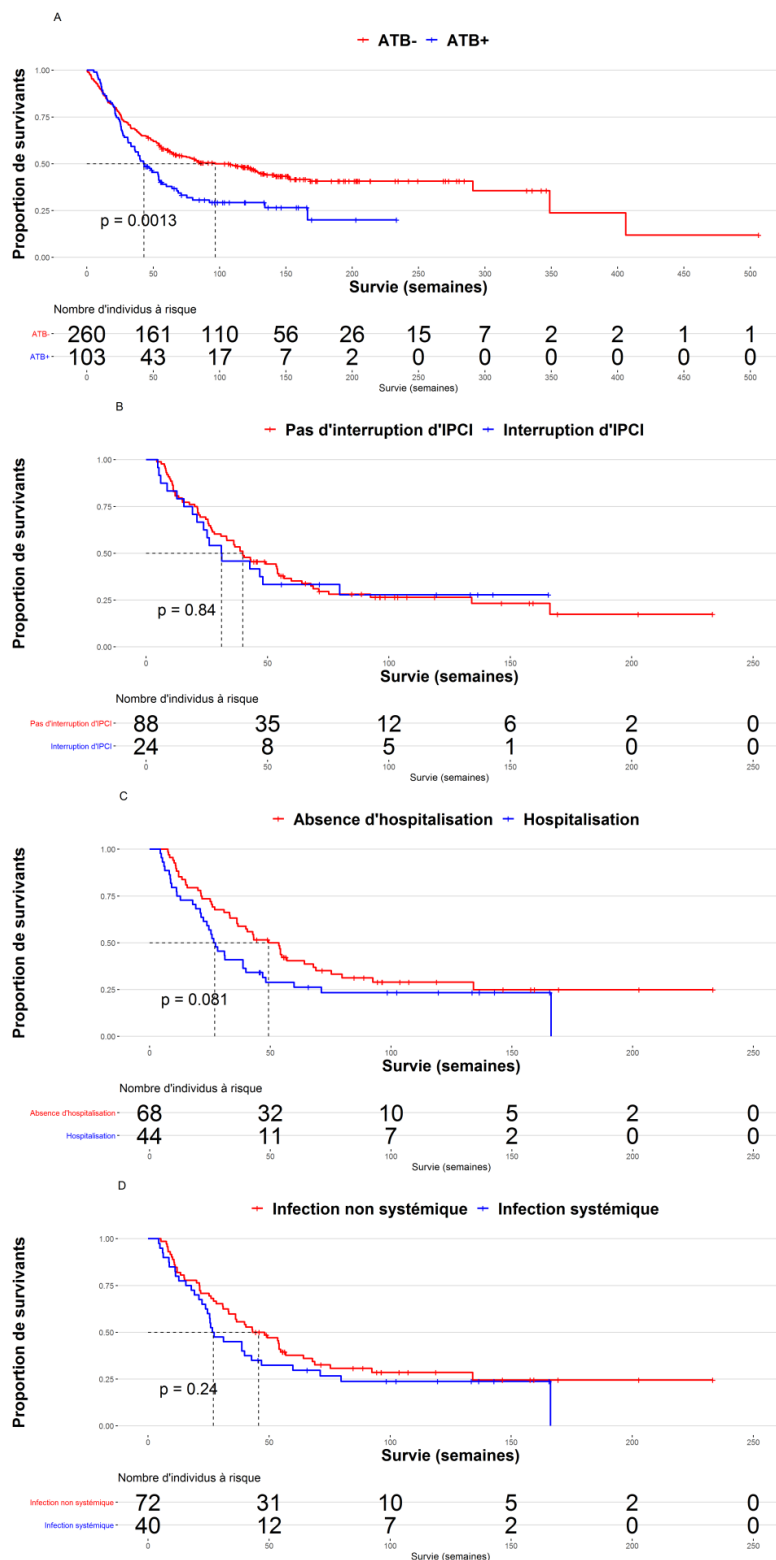 A
ATB- ATB+
Proportion de survivants
1.00
0.75
0.50
0.25
0.00
p = 0.0013
0 50 100 150 200 250 300 350 400 450 500
Survie (semaines)
Nombre d'individus à risque
ATB- 260 161 110 56 26 15 7 2 2 1 1
ATB+ 103 43 17 7 2 0 0 0 0 0 0
0 50 100 150 200 250 300 350 400 450 500
Survie (semaines)
B
Pas d'interruption d'IPCI Interruption d'IPCI
Proportion de survivants
1.00
0.75
0.50
0.25
0.00
p = 0.84
0 50 100 150 200 250
Survie (semaines)
Nombre d'individus à risque
Pas d'interruption d'IPCI 88 35 12 6 2 0
Interruption d'IPCI 24 8 5 1 0 0
0 50 100 150 200 250
Survie (semaines)
C
Absence d'hospitalisation Hospitalisation
Proportion de survivants
1.00
0.75
0.50
0.25
0.00
p = 0.081
0 50 100 150 200 250
Survie (semaines)
Nombre d'individus à risque
Absence d'hospitalisation 68 32 10 5 2 0
Hospitalisation 44 11 7 2 0 0
0 50 100 150 200 250
Survie (semaines)
D
Infection non systémique Infection systémique
Proportion de survivants
1.00
0.75
0.50
0.25
0.00
p = 0.24
0 50 100 150 200 250
Survie (semaines)
Nombre d'individus à risque
Infection non systémique 72 31 10 5 2 0
Infection systémique 40 12 7 2 0 0
0 50 100 150 200 250
Survie (semaines)